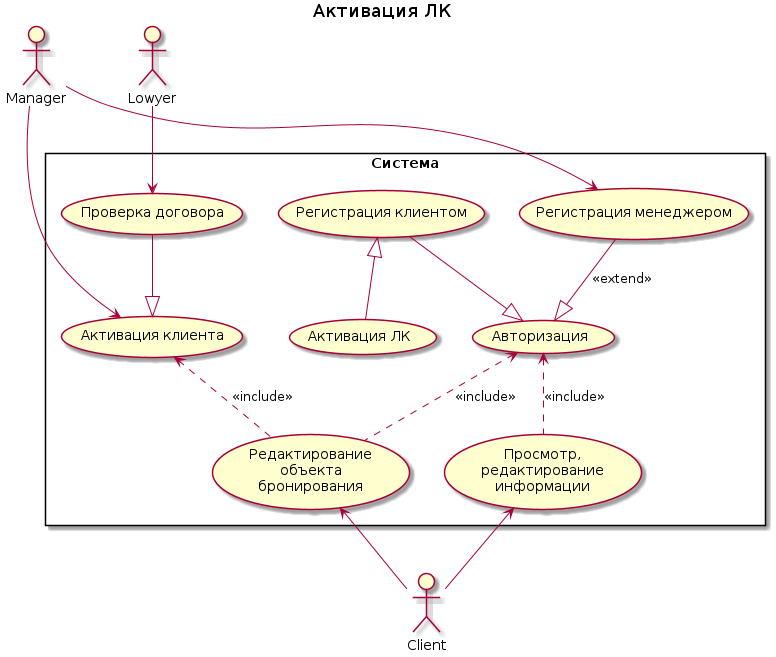 Активация ЛК
Manager
Lowyer
Система
Проверка договора
Регистрация клиентом
Регистрация менеджером
«extend»
Активация клиента
Активация ЛК
Авторизация
«include»
«include»
«include»
Редактирование
объекта
бронирования
Просмотр,
редактирование
информации
Client